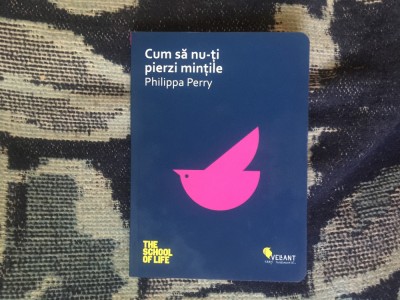 Cum să nu-ți
pierzi mințile
Philippa Perry
THE
SCHOOL
OF LIFE
VELLANT